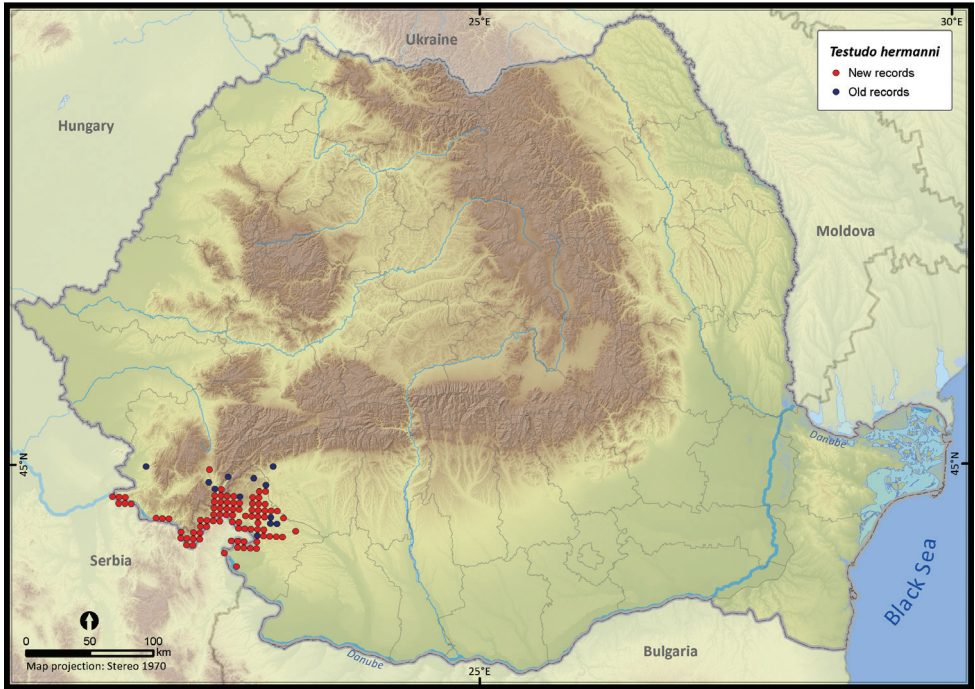 25°E
30°E
Ukraine
Testudo hermanni
New records
Old records
Hungary
Moldova
Danube
45°N
45°N
Serbia
Black Sea
0 50 100
km
Map projection: Stereo 1970
Danube
Bulgaria
25°E